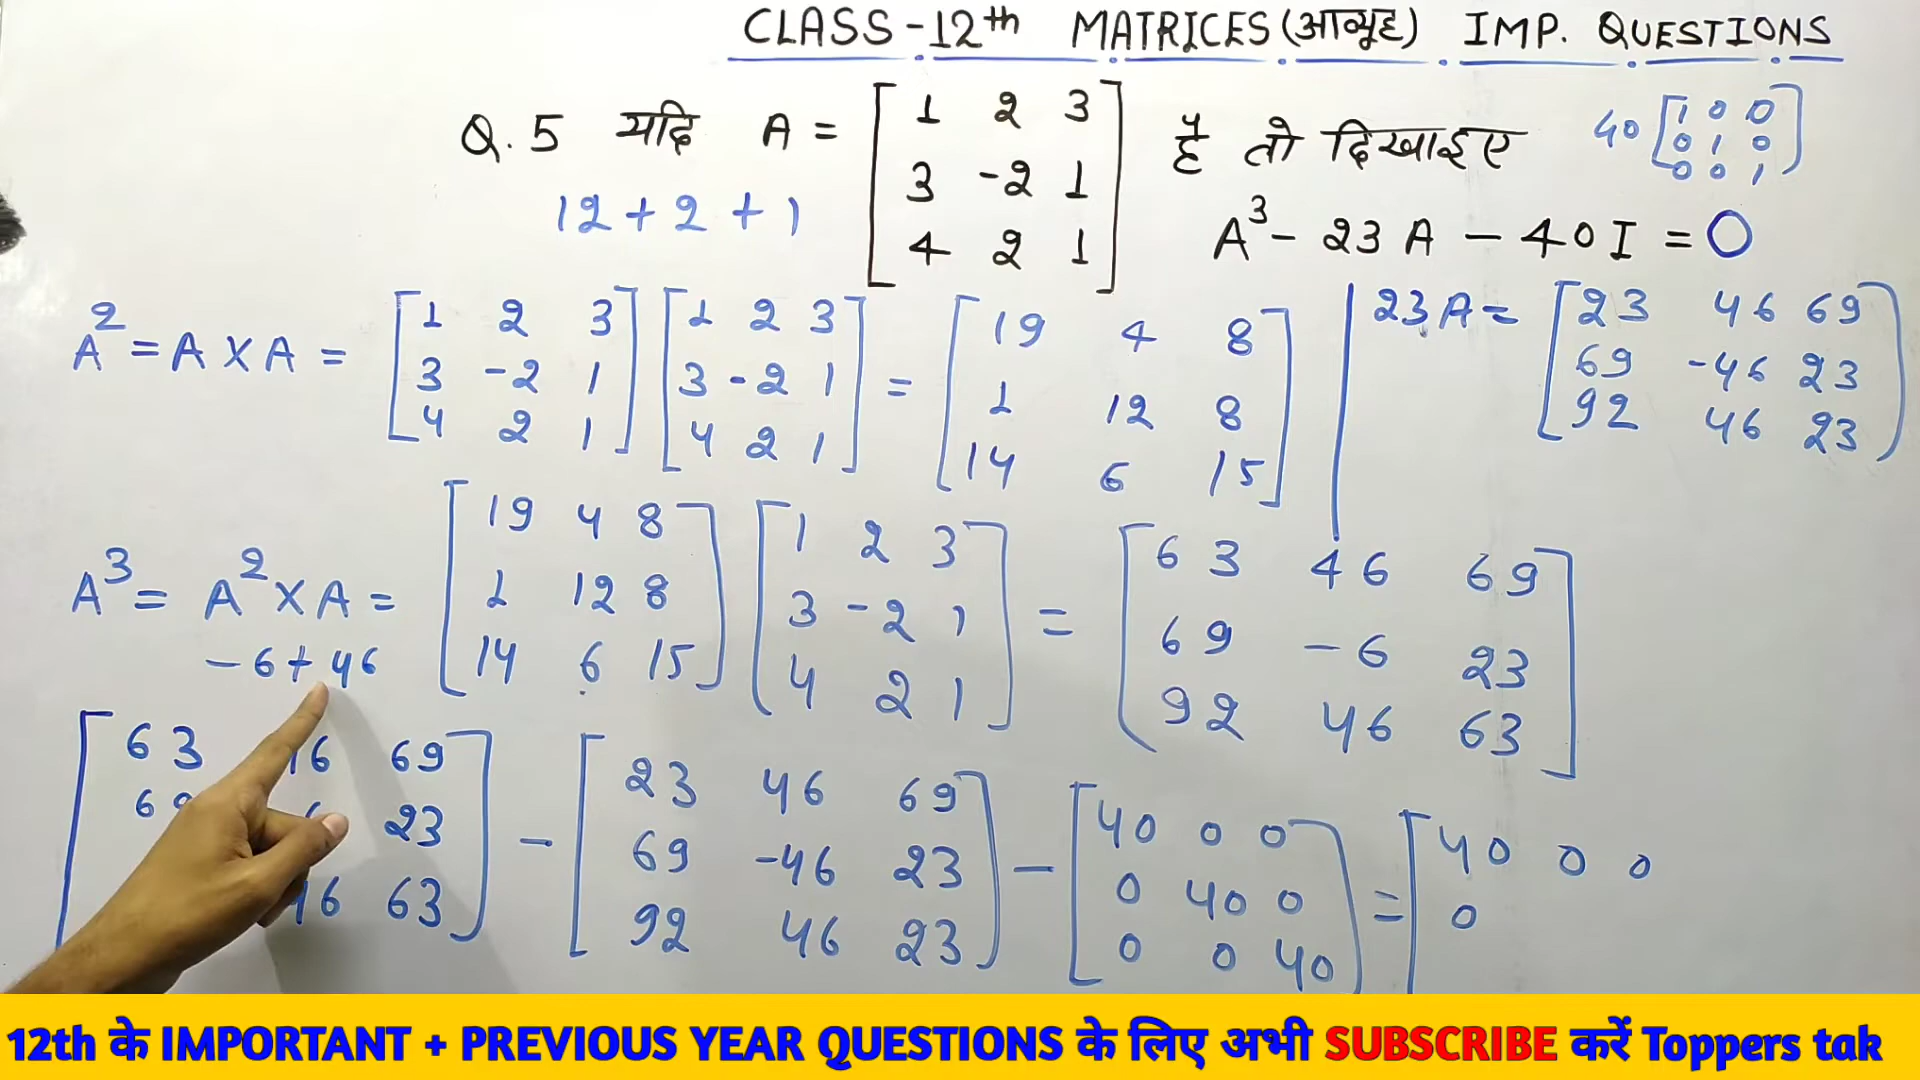 CLASS-12th MATRICES (आव्यूह) IMP. QUESTIONS
Q.5 यदि A = [1 2 3 है तो दिखाइए 40 [1 0 0
3 -2 1 0 1 0
4 2 1] 0 0 1]
12+2+1 A³ - 23A - 40I = 0
A² = A × A = [1 2 3 [1 2 3 [19 4 8 23A = [23 46 69
3 -2 1 3 -2 1 = 1 12 8 69 -46 23
4 2 1] 4 2 1] 14 6 15] 92 46 23]
A³ = A² × A = [19 4 8 [1 2 3 [63 46 69
1 12 8 3 -2 1 = 69 -6 23
14 6 15] 4 2 1] 92 46 63]
-6+46
[63 46 69 [23 46 69 [40 0 0 [40 0 0
23 - 69 -46 23 - 0 40 0 = 0
46 63] 92 46 23] 0 0 40]
12th के IMPORTANT + PREVIOUS YEAR QUESTIONS के लिए अभी SUBSCRIBE करें Toppers tak